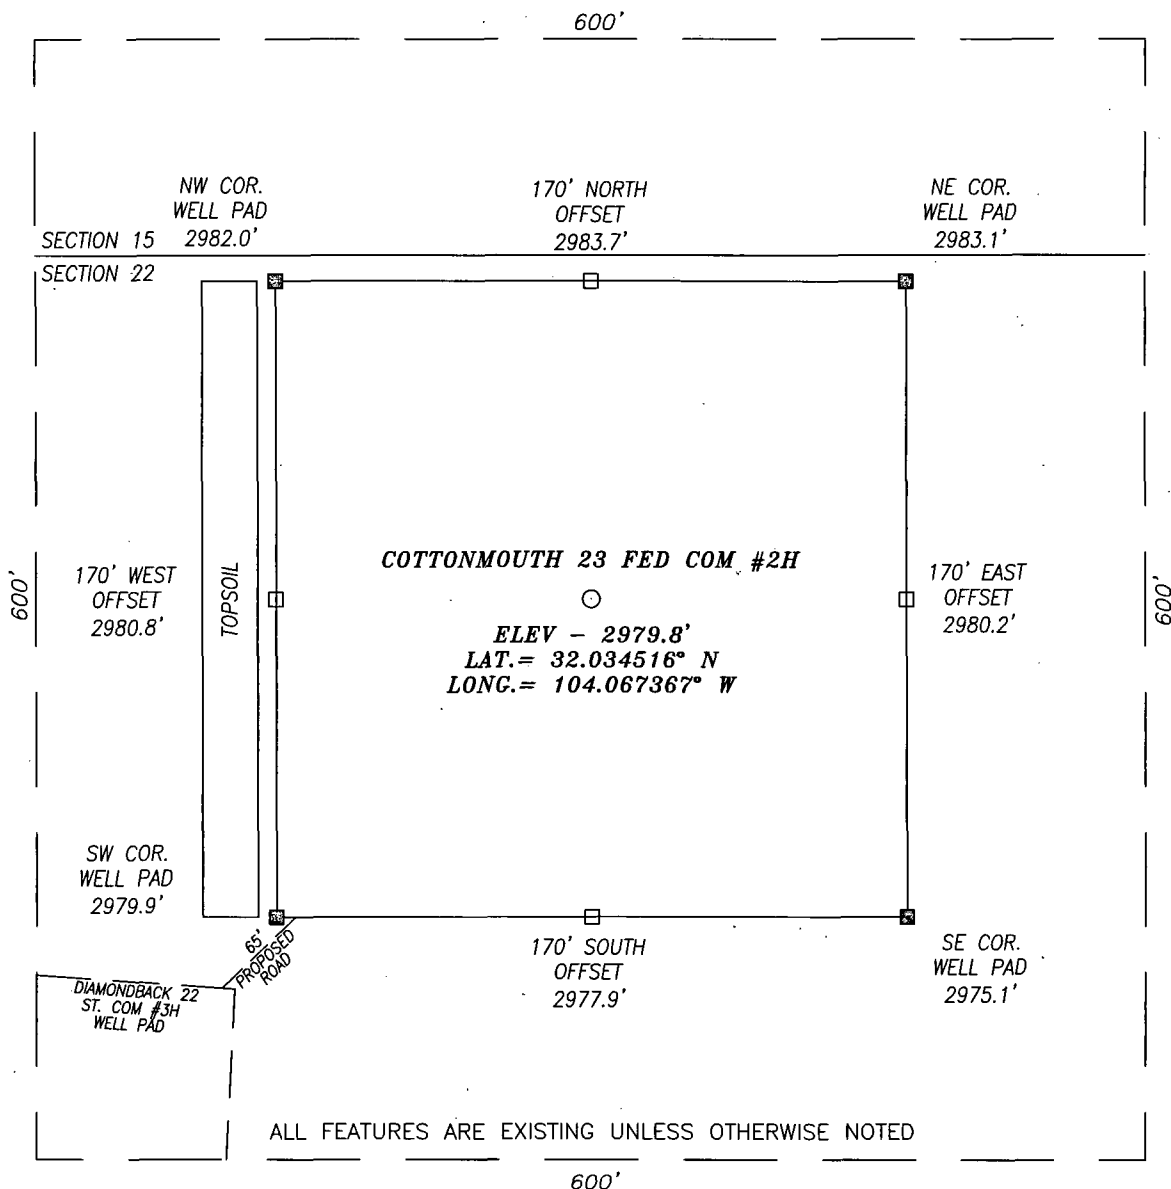 600'
NW COR.
WELL PAD
2982.0'
170' NORTH
OFFSET
2983.7'
NE COR.
WELL PAD
2983.1'
SECTION 15
SECTION 22
600'
170' WEST
OFFSET
2980.8'
TOPSOIL
COTTONMOUTH 23 FED COM #2H
ELEV - 2979.8'
LAT.= 32.034516° N
LONG.= 104.067367° W
170' EAST
OFFSET
2980.2'
600'
SW COR.
WELL PAD
2979.9'
65'
PROPOSED
ROAD
170' SOUTH
OFFSET
2977.9'
SE COR.
WELL PAD
2975.1'
DIAMONDBACK 22
ST. COM #3H
WELL PAD
ALL FEATURES ARE EXISTING UNLESS OTHERWISE NOTED
600'